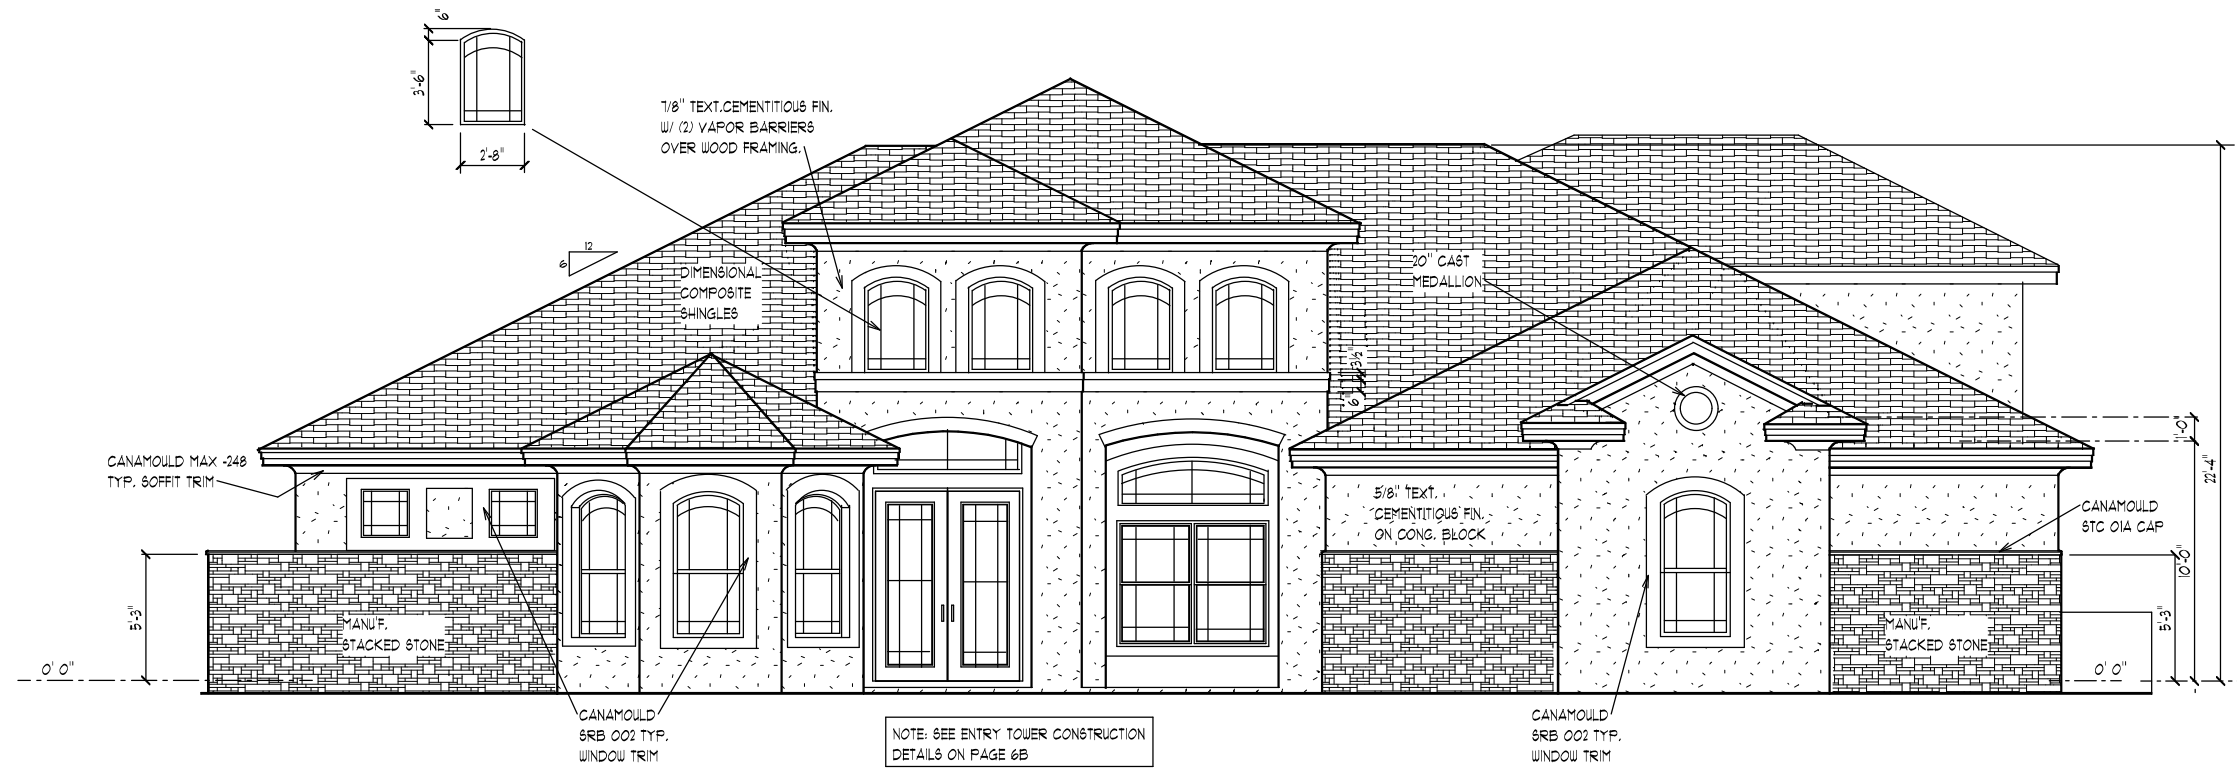 6"
3'-6"
2'-8"
7/8" TEXT.CEMENTITIOUS FIN.
W/ (2) VAPOR BARRIERS
OVER WOOD FRAMING.
12
6
DIMENSIONAL
COMPOSITE
SHINGLES
20" CAST
MEDALLION
3½"
6"
1'-0"
22'-4"
CANAMOULD MAX -248
TYP. SOFFIT TRIM
5/8" TEXT.
CEMENTITIOUS FIN.
ON CONC. BLOCK
CANAMOULD
STC 01A CAP
10'-0"
5'-3"
5'-3"
MANU'F.
STACKED STONE
MANU'F.
STACKED STONE
0' 0"
0' 0"
CANAMOULD
SRB 002 TYP.
WINDOW TRIM
CANAMOULD
SRB 002 TYP.
WINDOW TRIM
NOTE: SEE ENTRY TOWER CONSTRUCTION
DETAILS ON PAGE 6B